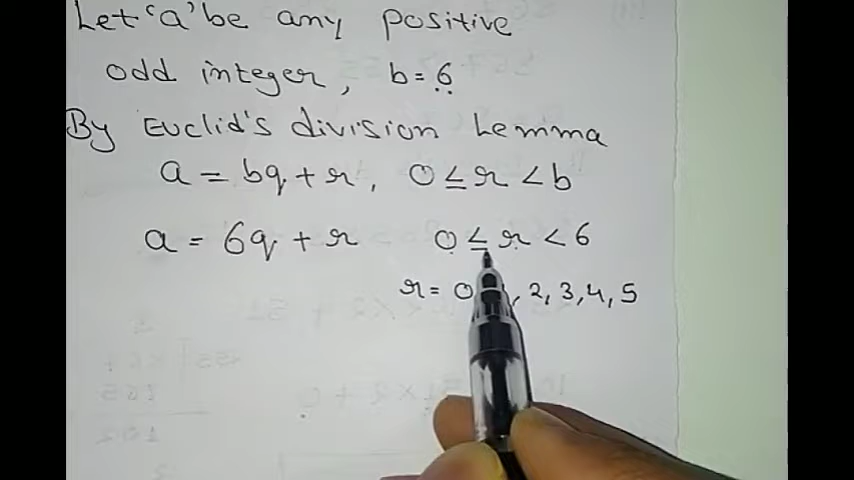 Let 'a' be any positive
odd integer, b = 6
By Euclid's division Lemma
a = bq + r, 0 ≤ r < b
a = 6q + r 0 ≤ r < 6
r = 0, , 2, 3, 4, 5